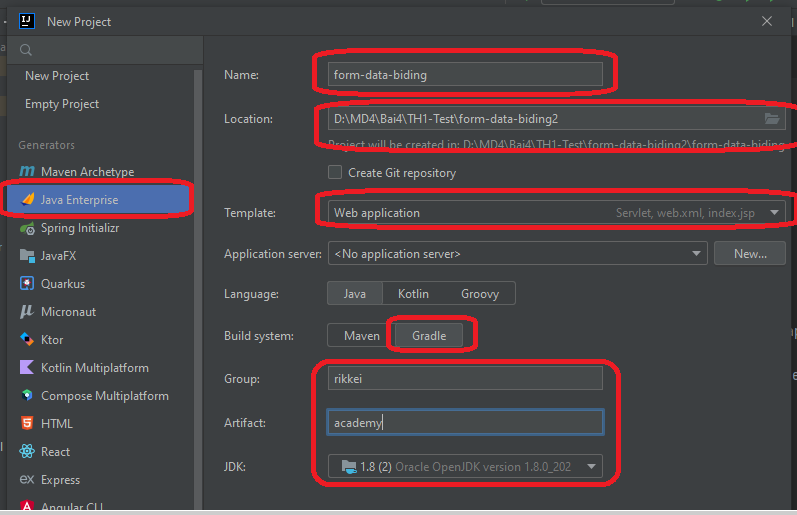 New Project
New Project
Empty Project
Generators
Maven Archetype
Java Enterprise
Spring Initializr
JavaFX
Quarkus
Micronaut
Ktor
Kotlin Multiplatform
Compose Multiplatform
HTML
React
Express
Angular CLI
Name: form-data-biding
Location: D:\MD4\Bai4\TH1-Test\form-data-biding2
Project will be created in: D:\MD4\Bai4\TH1-Test\form-data-biding2\form-data-biding
Create Git repository
Template: Web application Servlet, web.xml, index.jsp
Application server: <No application server> New...
Language: Java Kotlin Groovy
Build system: Maven Gradle
Group: rikkei
Artifact: academy
JDK: 1.8 (2) Oracle OpenJDK version 1.8.0_202